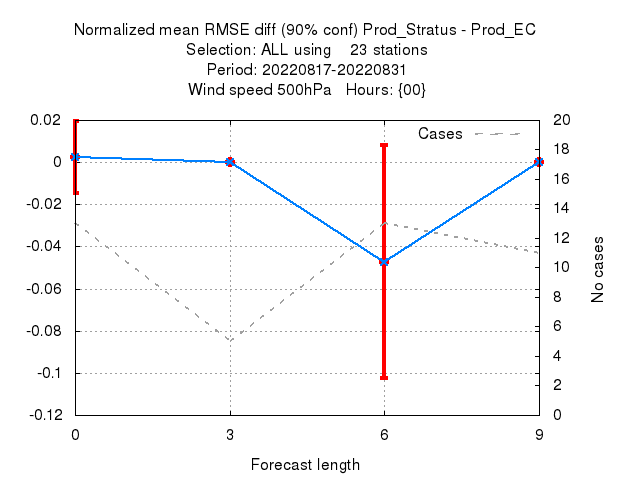 Normalized mean RMSE diff (90% conf) Prod_Stratus - Prod_EC
Selection: ALL using 23 stations
Period: 20220817-20220831
Wind speed 500hPa Hours: {00}
Cases
0.02
0
-0.02
-0.04
-0.06
-0.08
-0.1
-0.12
20
18
16
14
12
10
8
6
4
2
0
No cases
0 3 6 9
Forecast length